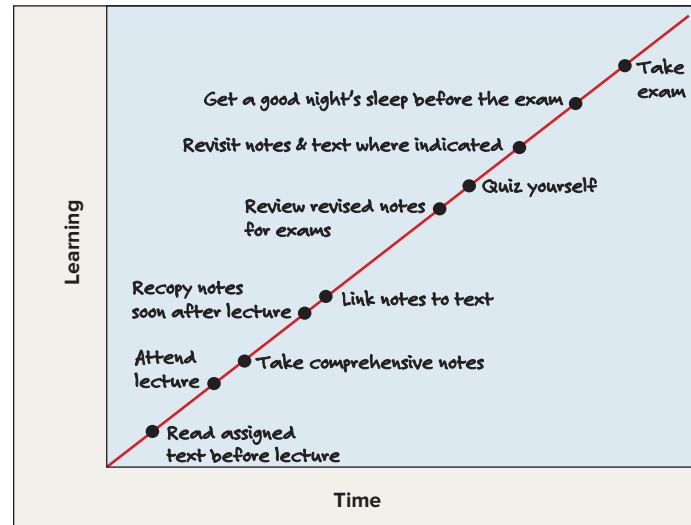 Take
exam
Get a good night's sleep before the exam
Revisit notes & text where indicated
Quiz yourself
Review revised notes
for exams
Learning
Recopy notes
soon after lecture
Link notes to text
Attend
lecture
Take comprehensive notes
Read assigned
text before lecture
Time